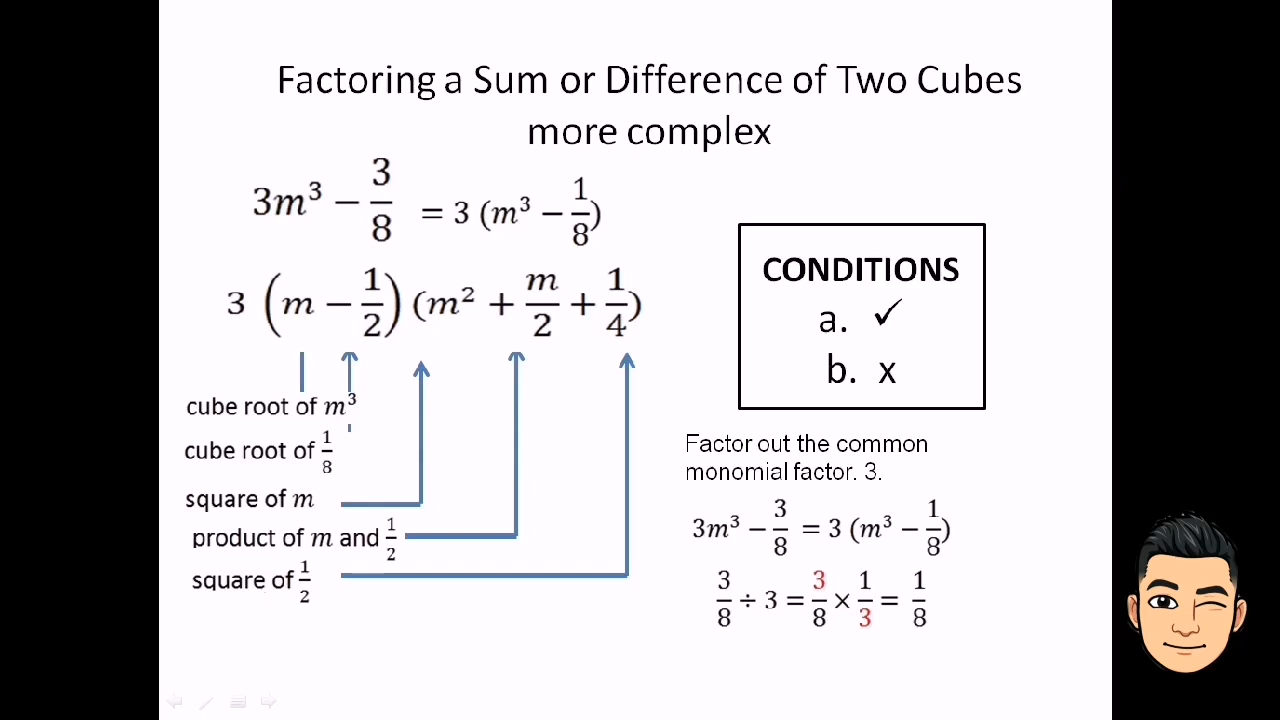 Factoring a Sum or Difference of Two Cubes
more complex
3m³ − 3/8 = 3 (m³ − 1/8)
3 (m − 1/2) (m² + m/2 + 1/4)
cube root of m³
cube root of 1/8
square of m
product of m and 1/2
square of 1/2
CONDITIONS
a. ✓
b. x
Factor out the common
monomial factor. 3.
3m³ − 3/8 = 3 (m³ − 1/8)
3/8 ÷ 3 = 3/8 × 1/3 = 1/8